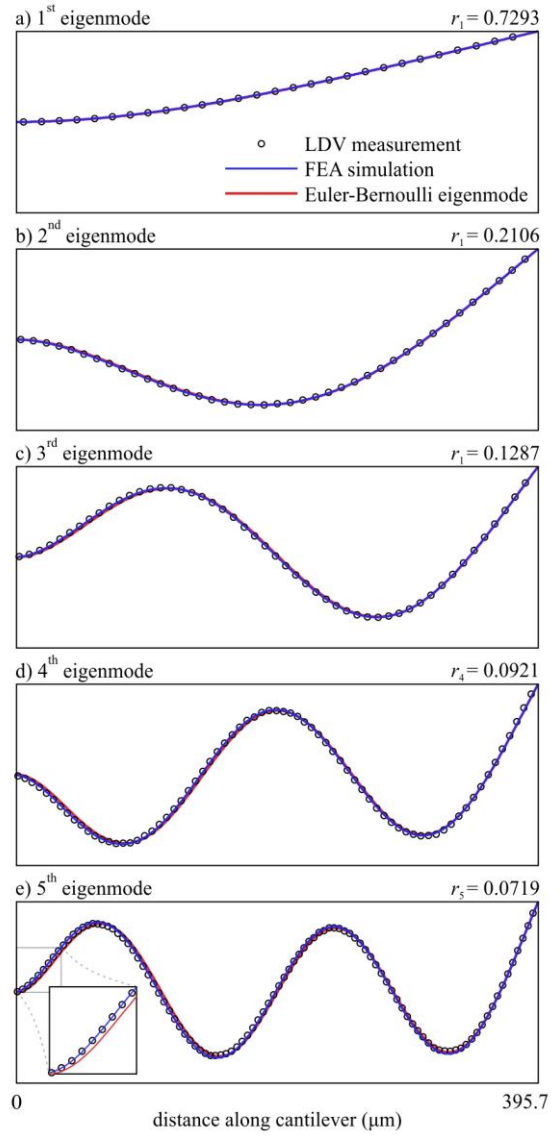 a) 1st eigenmode r1 = 0.7293
LDV measurement
FEA simulation
Euler-Bernoulli eigenmode
b) 2nd eigenmode r1 = 0.2106
c) 3rd eigenmode r1 = 0.1287
d) 4th eigenmode r4 = 0.0921
e) 5th eigenmode r5 = 0.0719
0 395.7
distance along cantilever (μm)